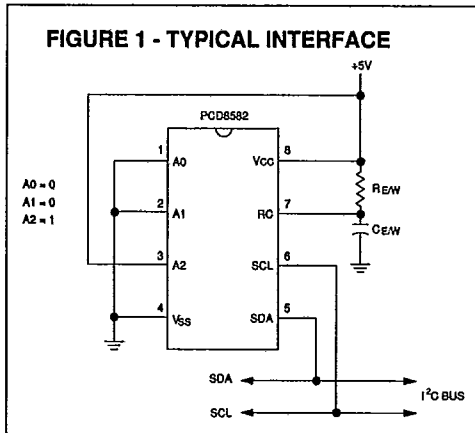 FIGURE 1 - TYPICAL INTERFACE
+5V
PCD8582
1 A0 VCC 8
RE/W
A0 = 0
A1 = 0
A2 = 1
2 A1 RC 7
CE/W
3 A2 SCL 6
4 VSS SDA 5
SDA
I²C BUS
SCL